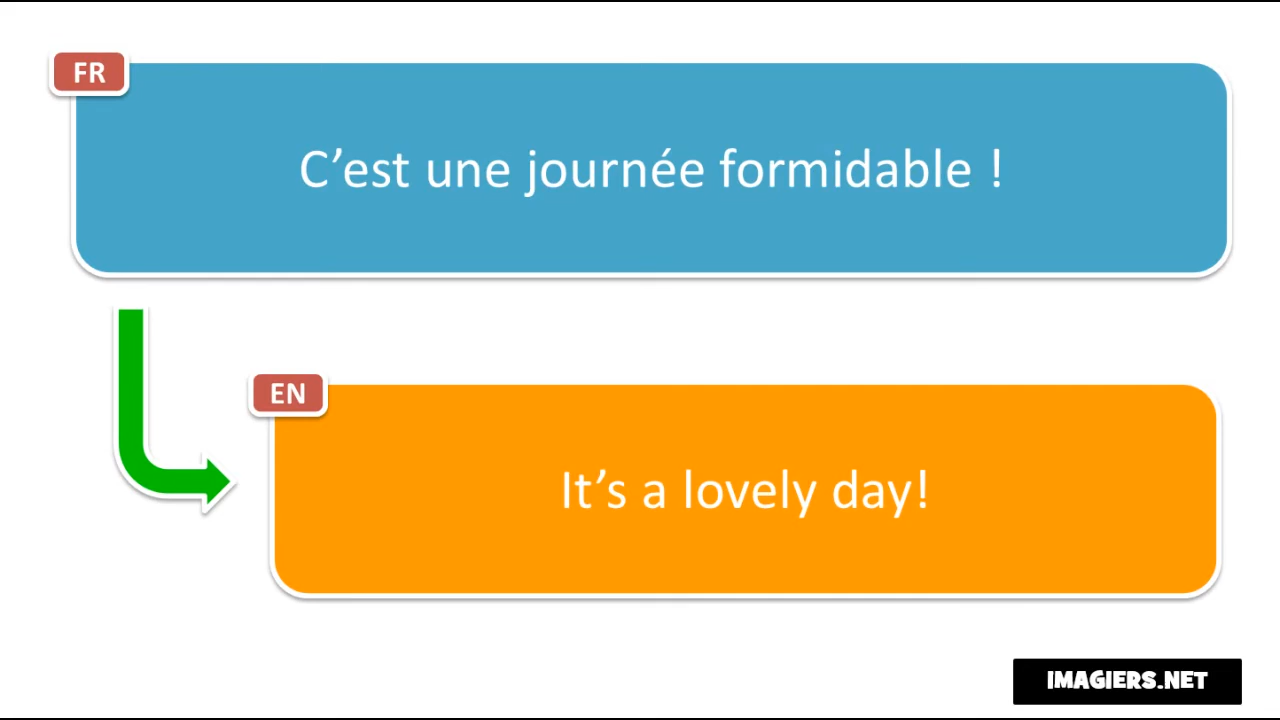 FR
C’est une journée formidable !
EN
It’s a lovely day!
IMAGIERS.NET